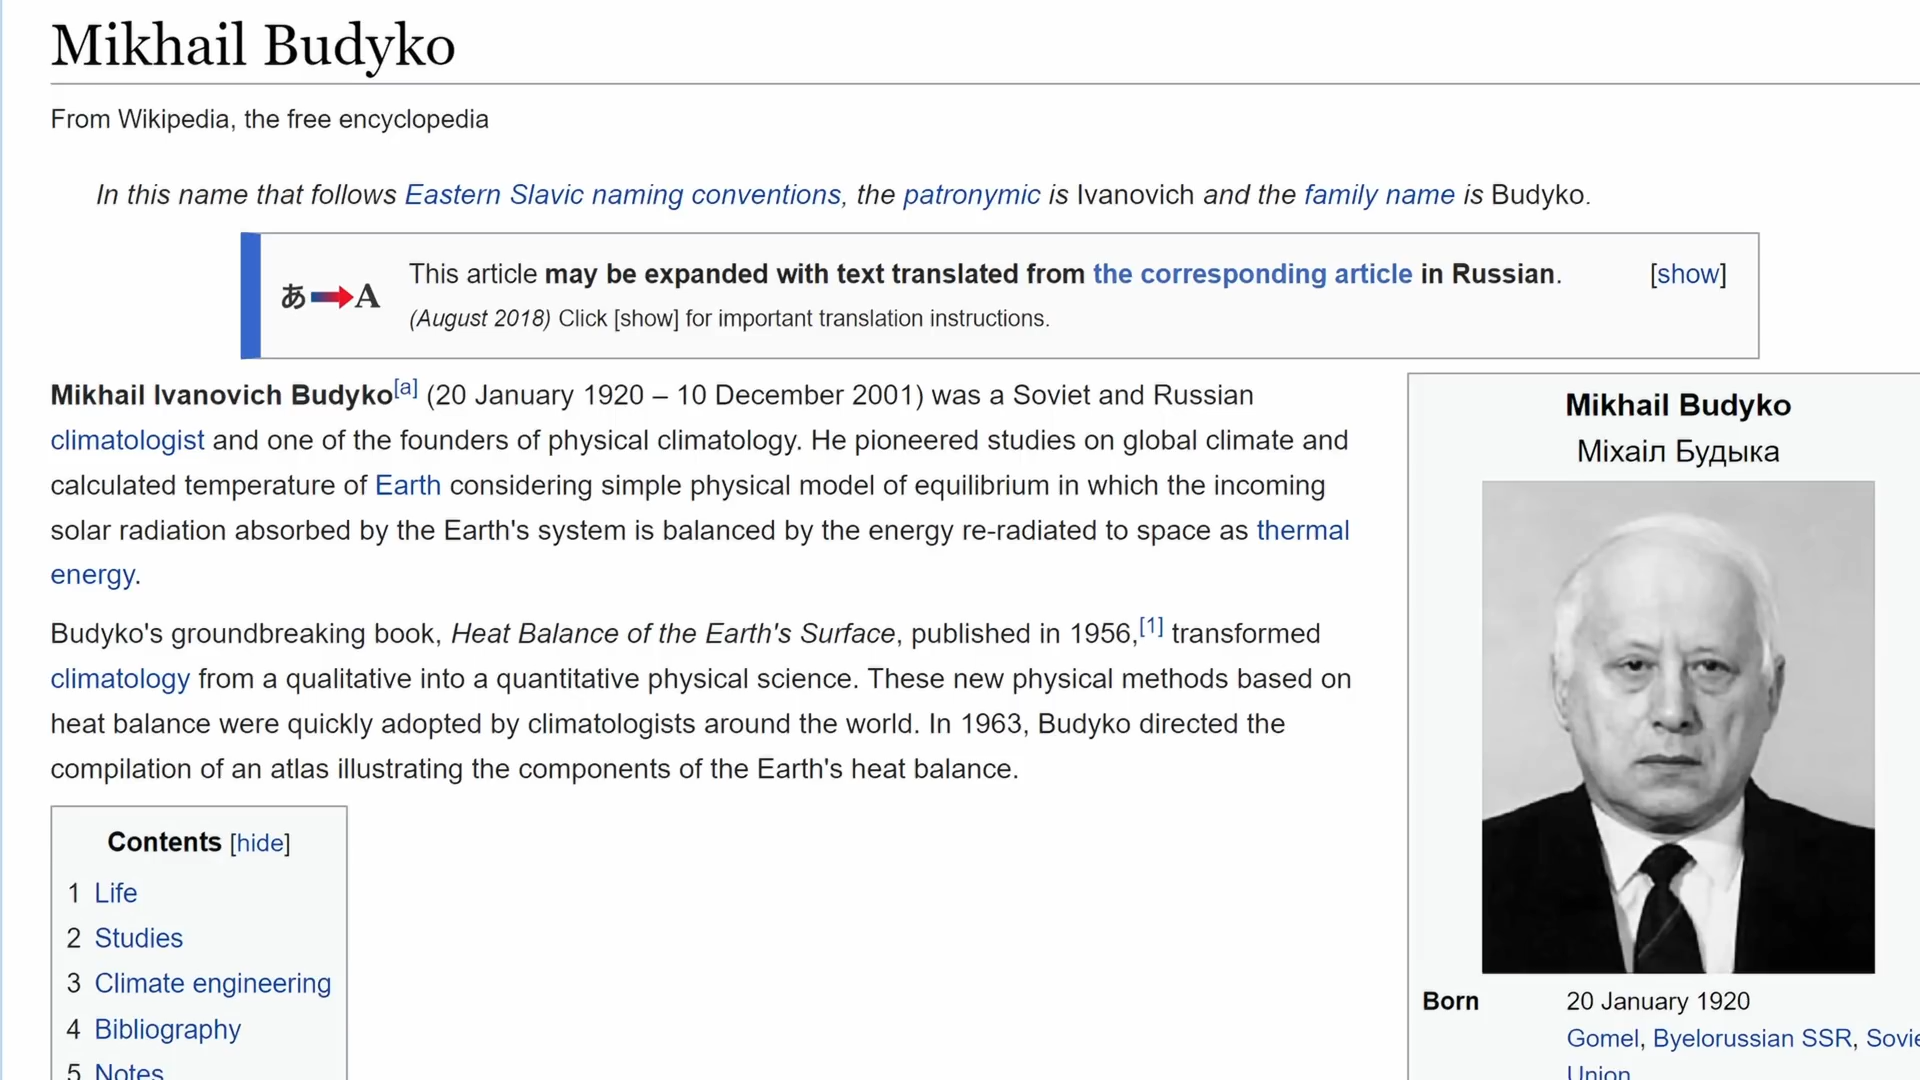 Mikhail Budyko
From Wikipedia, the free encyclopedia
In this name that follows Eastern Slavic naming conventions, the patronymic is Ivanovich and the family name is Budyko.
This article may be expanded with text translated from the corresponding article in Russian. [show]
(August 2018) Click [show] for important translation instructions.
あ A
Mikhail Ivanovich Budyko[a] (20 January 1920 – 10 December 2001) was a Soviet and Russian
climatologist and one of the founders of physical climatology. He pioneered studies on global climate and
calculated temperature of Earth considering simple physical model of equilibrium in which the incoming
solar radiation absorbed by the Earth's system is balanced by the energy re-radiated to space as thermal
energy.
Budyko's groundbreaking book, Heat Balance of the Earth's Surface, published in 1956,[1] transformed
climatology from a qualitative into a quantitative physical science. These new physical methods based on
heat balance were quickly adopted by climatologists around the world. In 1963, Budyko directed the
compilation of an atlas illustrating the components of the Earth's heat balance.
Contents [hide]
1 Life
2 Studies
3 Climate engineering
4 Bibliography
5 Notes
Mikhail Budyko
Міхаіл Будыка
Born 20 January 1920
Gomel, Byelorussian SSR, Sovie
Union